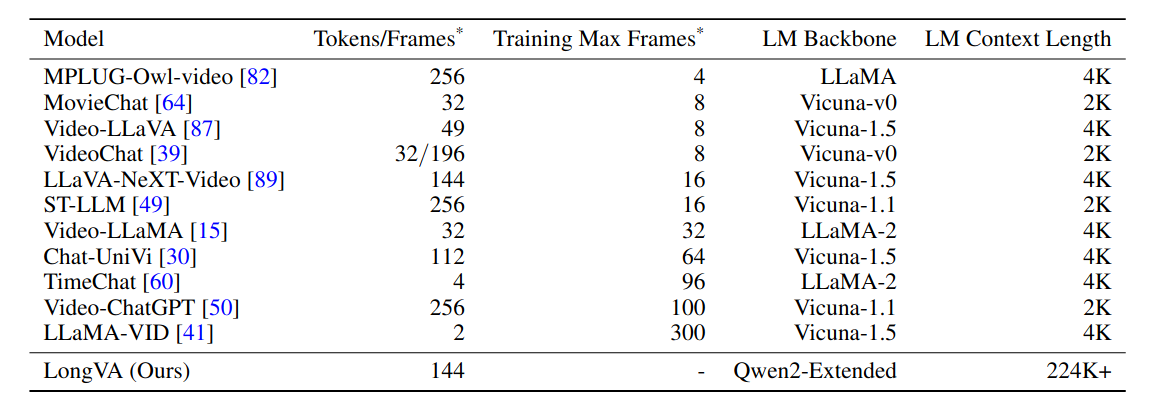 Model Tokens/Frames* Training Max Frames* LM Backbone LM Context Length
MPLUG-Owl-video [82] 256 4 LLaMA 4K
MovieChat [64] 32 8 Vicuna-v0 2K
Video-LLaVA [87] 49 8 Vicuna-1.5 4K
VideoChat [39] 32/196 8 Vicuna-v0 2K
LLaVA-NeXT-Video [89] 144 16 Vicuna-1.5 4K
ST-LLM [49] 256 16 Vicuna-1.1 2K
Video-LLaMA [15] 32 32 LLaMA-2 4K
Chat-UniVi [30] 112 64 Vicuna-1.5 4K
TimeChat [60] 4 96 LLaMA-2 4K
Video-ChatGPT [50] 256 100 Vicuna-1.1 2K
LLaMA-VID [41] 2 300 Vicuna-1.5 4K
LongVA (Ours) 144 - Qwen2-Extended 224K+